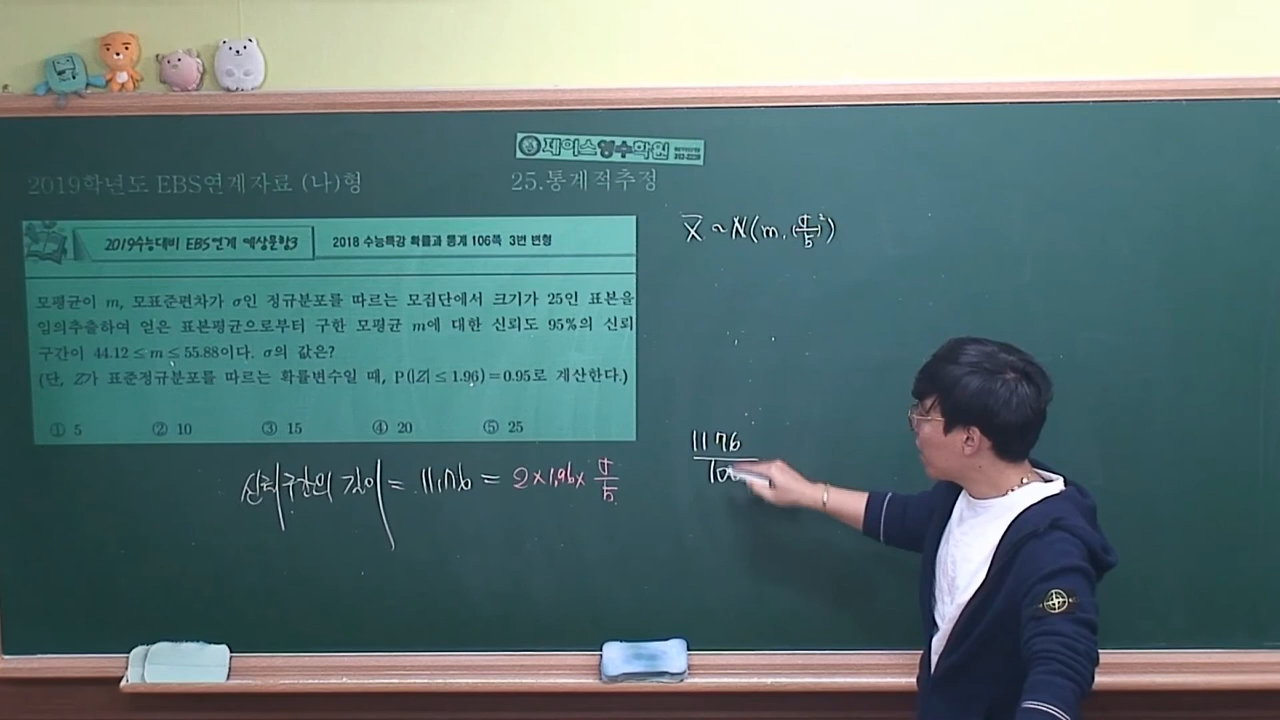 제이스영수학원
2019학년도 EBS연계자료 (나)형
25.통계적추정
2019수능대비 EBS연계 예상문항3
2018 수능특강 확률과 통계 106쪽 3번 변형
모평균이 m, 모표준편차가 σ인 정규분포를 따르는 모집단에서 크기가 25인 표본을
임의추출하여 얻은 표본평균으로부터 구한 모평균 m에 대한 신뢰도 95%의 신뢰
구간이 44.12≤m≤55.88이다. σ의 값은?
(단, Z가 표준정규분포를 따르는 확률변수일 때, P(|Z|≤1.96)=0.95로 계산한다.)
① 5 ② 10 ③ 15 ④ 20 ⑤ 25
X̄ ~ N(m, (σ/5)²)
신뢰구간의 길이 = 11.76 = 2×1.96×σ/5
1176/100